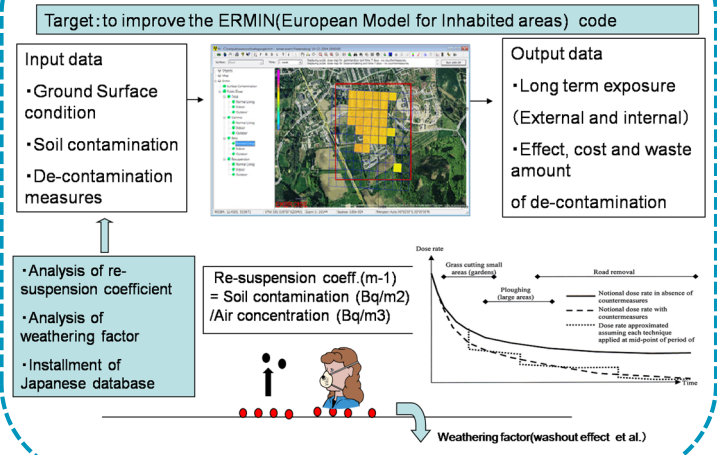 Target:to improve the ERMIN(European Model for Inhabited areas) code
Input data
・Ground Surface
condition
・Soil contamination
・De-contamination
measures
Output data
・Long term exposure
(External and internal)
・Effect, cost and waste
amount
of de-contamination
・Analysis of re-
suspension coefficient
・Analysis of
weathering factor
・Installment of
Japanese database
Re-suspension coeff.(m-1)
= Soil contamination (Bq/m2)
/Air concentration (Bq/m3)
Dose rate
Grass cutting small
areas (gardens)
Road removal
Ploughing
(large areas)
Notional dose rate in absence of
countermeasures
Notional dose rate with
countermeasures
Dose rate approximated
assuming each technique
applied at mid-point of period of
Time
Weathering factor(washout effect et al.)